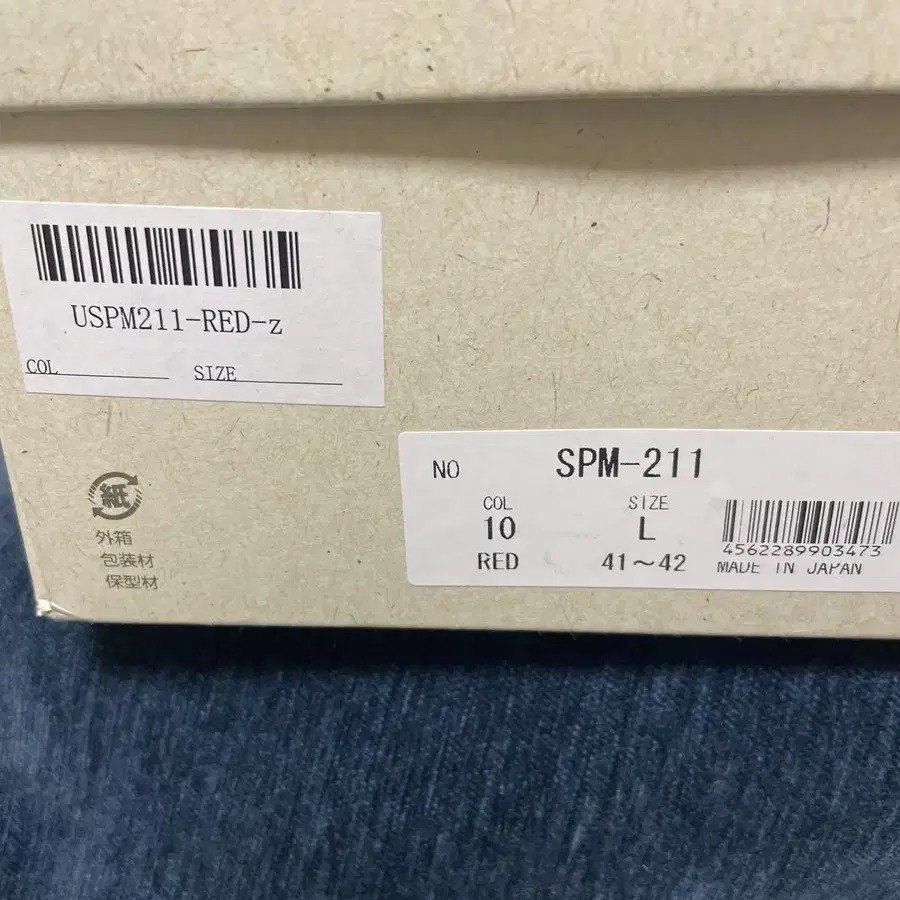 USPM211-RED-z
COL SIZE
紙
外箱
包装材
保型材
NO SPM-211
COL SIZE
10 L
RED 41～42
4562289903473
MADE IN JAPAN